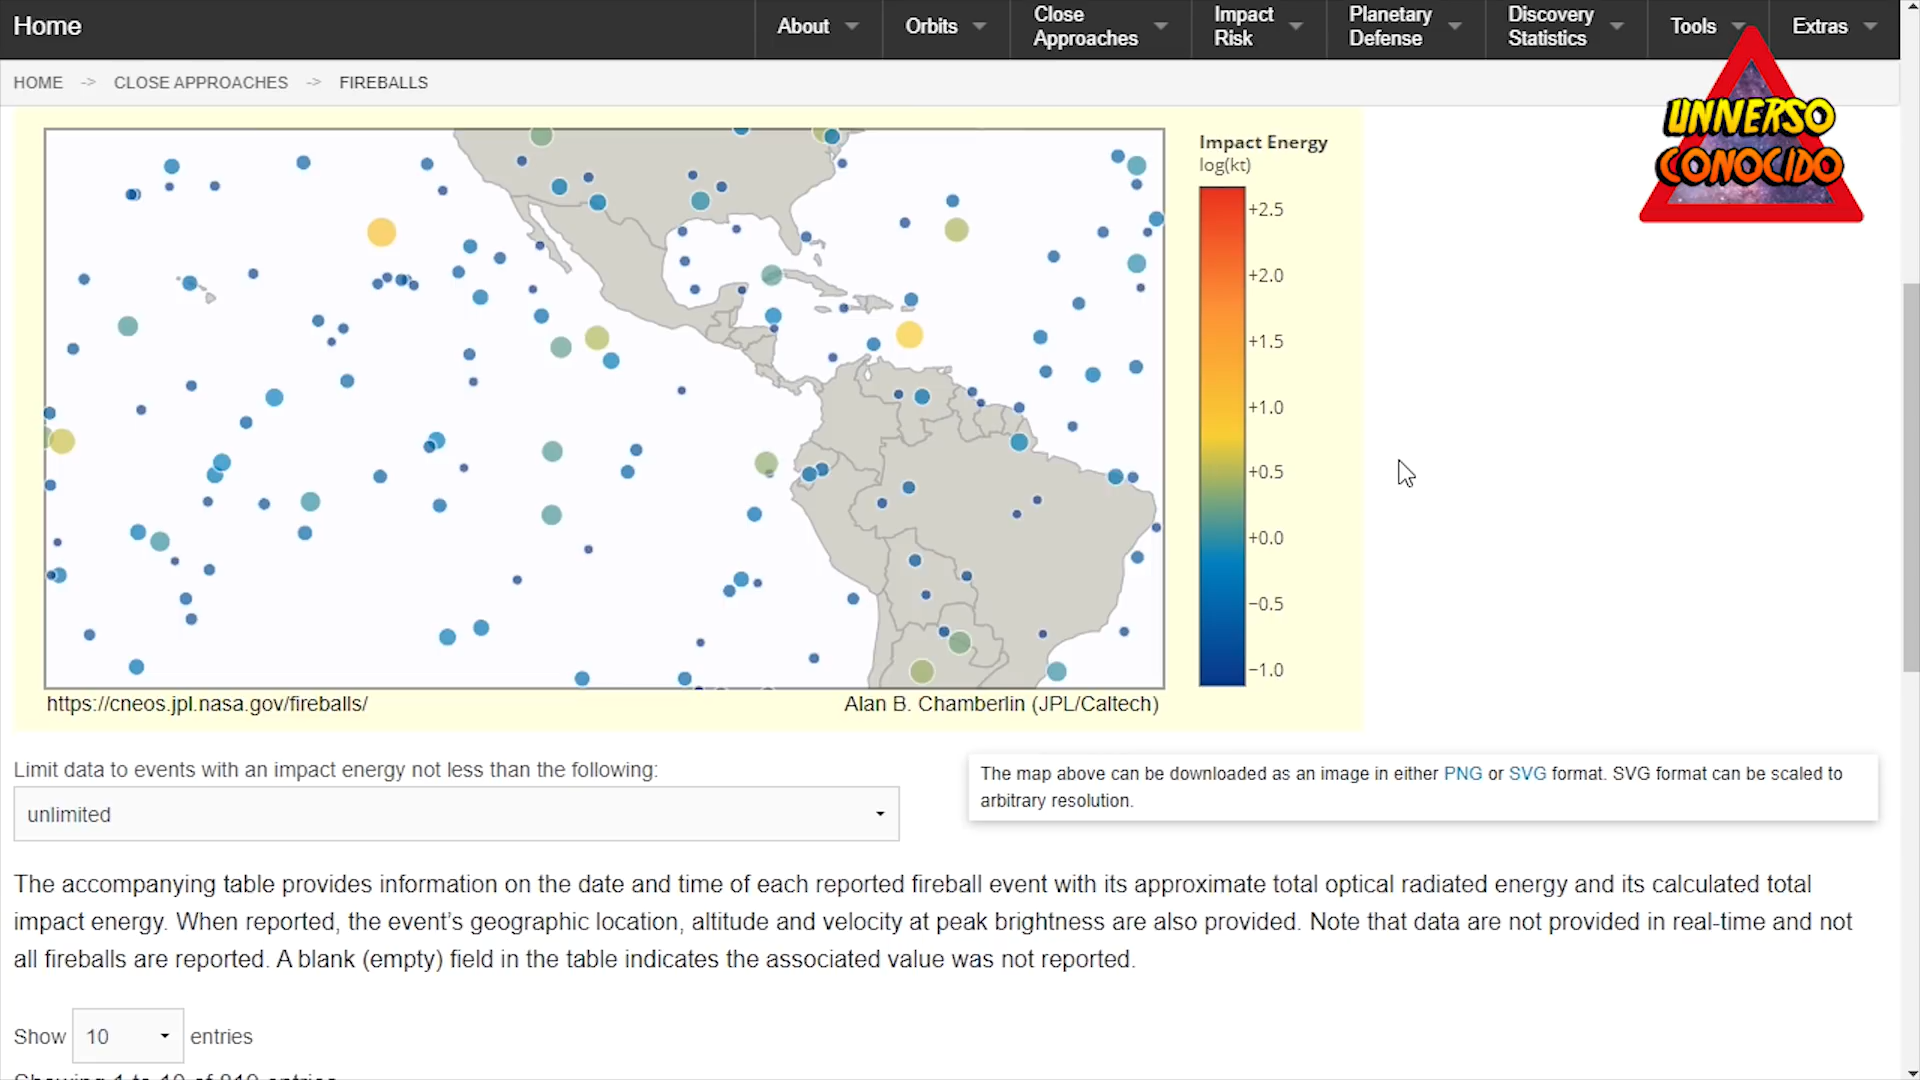 Home
About
Orbits
Close
Approaches
Impact
Risk
Planetary
Defense
Discovery
Statistics
Tools
Extras
HOME -> CLOSE APPROACHES -> FIREBALLS
UNIVERSO
CONOCIDO
Impact Energy
log(kt)
+2.5
+2.0
+1.5
+1.0
+0.5
+0.0
−0.5
−1.0
https://cneos.jpl.nasa.gov/fireballs/
Alan B. Chamberlin (JPL/Caltech)
Limit data to events with an impact energy not less than the following:
unlimited
The map above can be downloaded as an image in either PNG or SVG format. SVG format can be scaled to
arbitrary resolution.
The accompanying table provides information on the date and time of each reported fireball event with its approximate total optical radiated energy and its calculated total
impact energy. When reported, the event's geographic location, altitude and velocity at peak brightness are also provided. Note that data are not provided in real-time and not
all fireballs are reported. A blank (empty) field in the table indicates the associated value was not reported.
Show 10 entries
Showing 1 to 10 of 819 entries